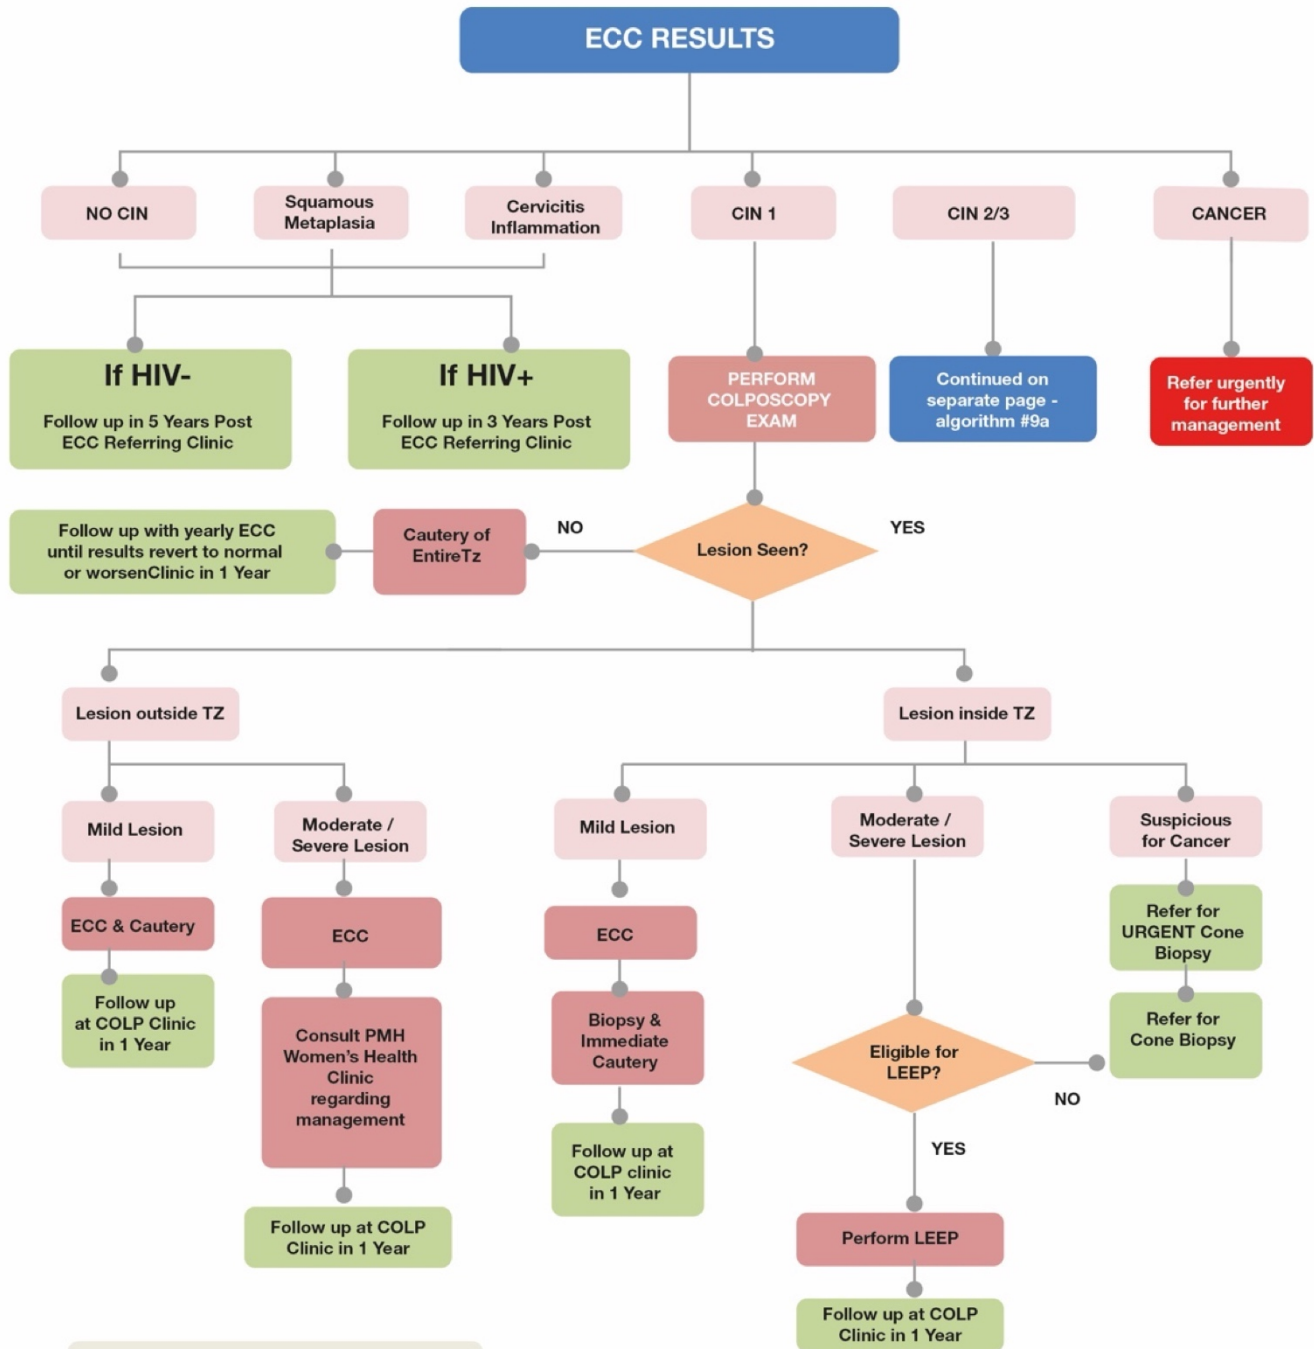 ECC RESULTS
NO CIN
Squamous
Metaplasia
Cervicitis
Inflammation
CIN 1
CIN 2/3
CANCER
If HIV-
Follow up in 5 Years Post
ECC Referring Clinic
If HIV+
Follow up in 3 Years Post
ECC Referring Clinic
PERFORM
COLPOSCOPY
EXAM
Continued on
separate page -
algorithm #9a
Refer urgently
for further
management
Follow up with yearly ECC
until results revert to normal
or worsenClinic in 1 Year
Cautery of
EntireTz
NO
Lesion Seen?
YES
Lesion outside TZ
Lesion inside TZ
Mild Lesion
Moderate /
Severe Lesion
Mild Lesion
Moderate /
Severe Lesion
Suspicious
for Cancer
ECC & Cautery
ECC
ECC
Refer for
URGENT Cone
Biopsy
Follow up
at COLP Clinic
in 1 Year
Consult PMH
Women's Health
Clinic
regarding
management
Biopsy &
Immediate
Cautery
Eligible for
LEEP?
Refer for
Cone Biopsy
NO
YES
Follow up at
COLP clinic
in 1 Year
Follow up at COLP
Clinic in 1 Year
Perform LEEP
Follow up at COLP
Clinic in 1 Year